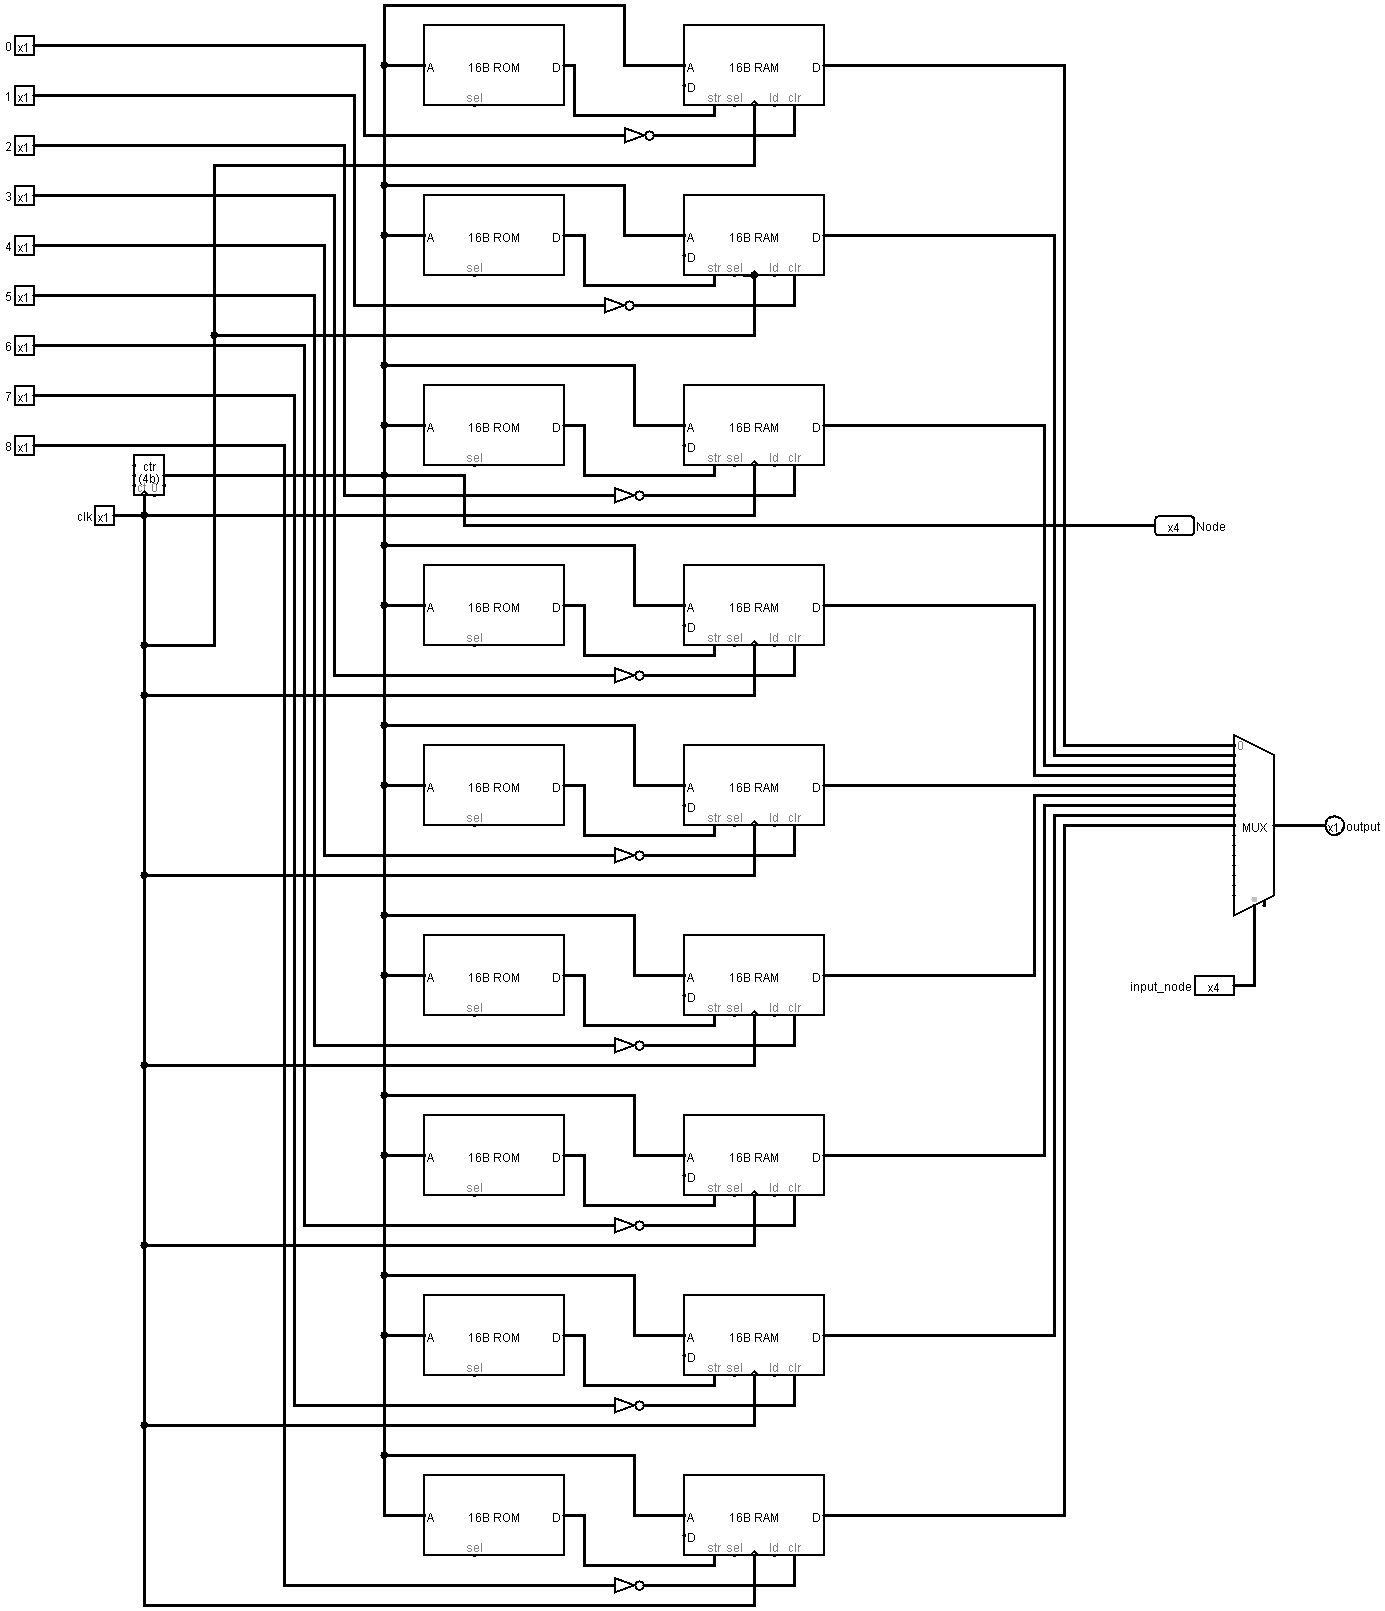 0 x1
A 16B ROM D
sel
A 16B RAM D
D
str sel ld clr
1 x1
2 x1
3 x1
A 16B ROM D
sel
A 16B RAM D
D
str sel ld clr
4 x1
5 x1
6 x1
7 x1
A 16B ROM D
sel
A 16B RAM D
D
str sel ld clr
8 x1
ctr
(4b)
clk x1
x4 Node
A 16B ROM D
sel
A 16B RAM D
D
str sel ld clr
0
A 16B ROM D
sel
A 16B RAM D
D
str sel ld clr
MUX
x1 output
A 16B ROM D
sel
A 16B RAM D
D
str sel ld clr
input_node x4
A 16B ROM D
sel
A 16B RAM D
D
str sel ld clr
A 16B ROM D
sel
A 16B RAM D
D
str sel ld clr
A 16B ROM D
sel
A 16B RAM D
D
str sel ld clr